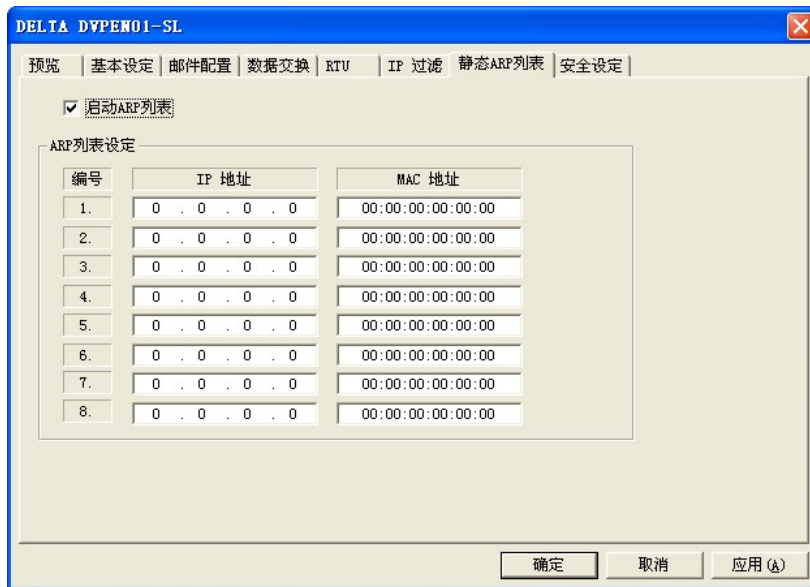 DELTA DVPEN01-SL
预览 基本设定 邮件配置 数据交换 RTU IP 过滤 静态ARP列表 安全设定
启动ARP列表
ARP列表设定
编号 IP 地址 MAC 地址
1. 0 . 0 . 0 . 0 00:00:00:00:00:00
2. 0 . 0 . 0 . 0 00:00:00:00:00:00
3. 0 . 0 . 0 . 0 00:00:00:00:00:00
4. 0 . 0 . 0 . 0 00:00:00:00:00:00
5. 0 . 0 . 0 . 0 00:00:00:00:00:00
6. 0 . 0 . 0 . 0 00:00:00:00:00:00
7. 0 . 0 . 0 . 0 00:00:00:00:00:00
8. 0 . 0 . 0 . 0 00:00:00:00:00:00
确定 取消 应用(A)